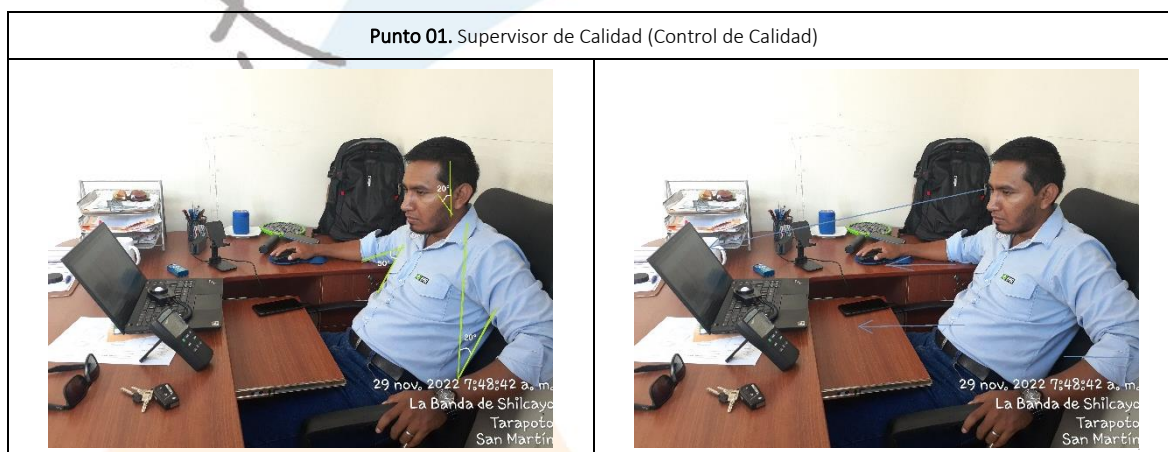 Punto 01. Supervisor de Calidad (Control de Calidad)
20°
50°
20°
29 nov. 2022 7:48:42 a. m.
La Banda de Shilcayo
Tarapoto
San Martín
29 nov. 2022 7:48:42 a. m.
La Banda de Shilcayo
Tarapoto
San Martín